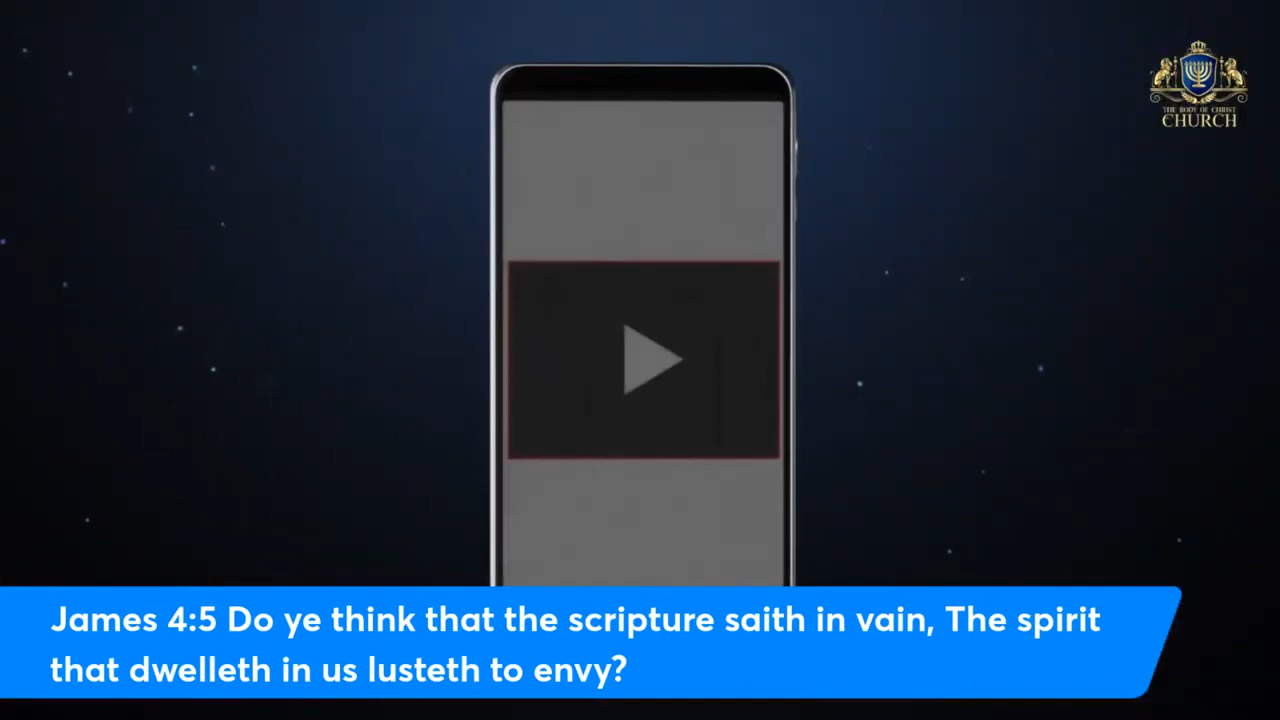 THE BODY OF CHRIST
CHURCH
James 4:5 Do ye think that the scripture saith in vain, The spirit
that dwelleth in us lusteth to envy?